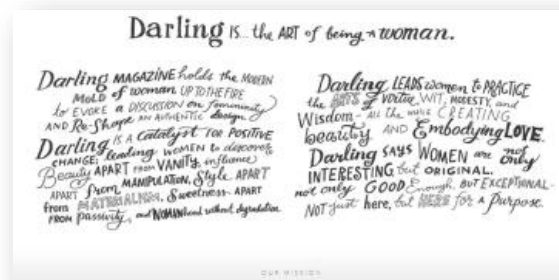 Darling IS... the ART of being a woman.
Darling MAGAZINE holds the MODERN
MOLD of woman UP TO THE FIRE
to EVOKE a DISCUSSION on femininity
AND Re-Shape an AUTHENTIC design.
Darling IS A CATALYST FOR POSITIVE
CHANGE; leading WOMEN to discover
Beauty APART FROM VANITY, influence
APART from MANIPULATION, Style APART
from MATERIALISM, Sweetness APART
FROM passivity, and WOMANHOOD without degradation.
Darling LEADS women to PRACTICE
the ARTS of virtue, WIT, MODESTY, and
Wisdom - ALL the WHILE CREATING
beauty AND Embodying LOVE.
Darling SAYS WOMEN are not only
INTERESTING but ORIGINAL.
not only GOOD Enough, BUT EXCEPTIONAL.
NOT just here, but HERE for a Purpose.
OUR MISSION